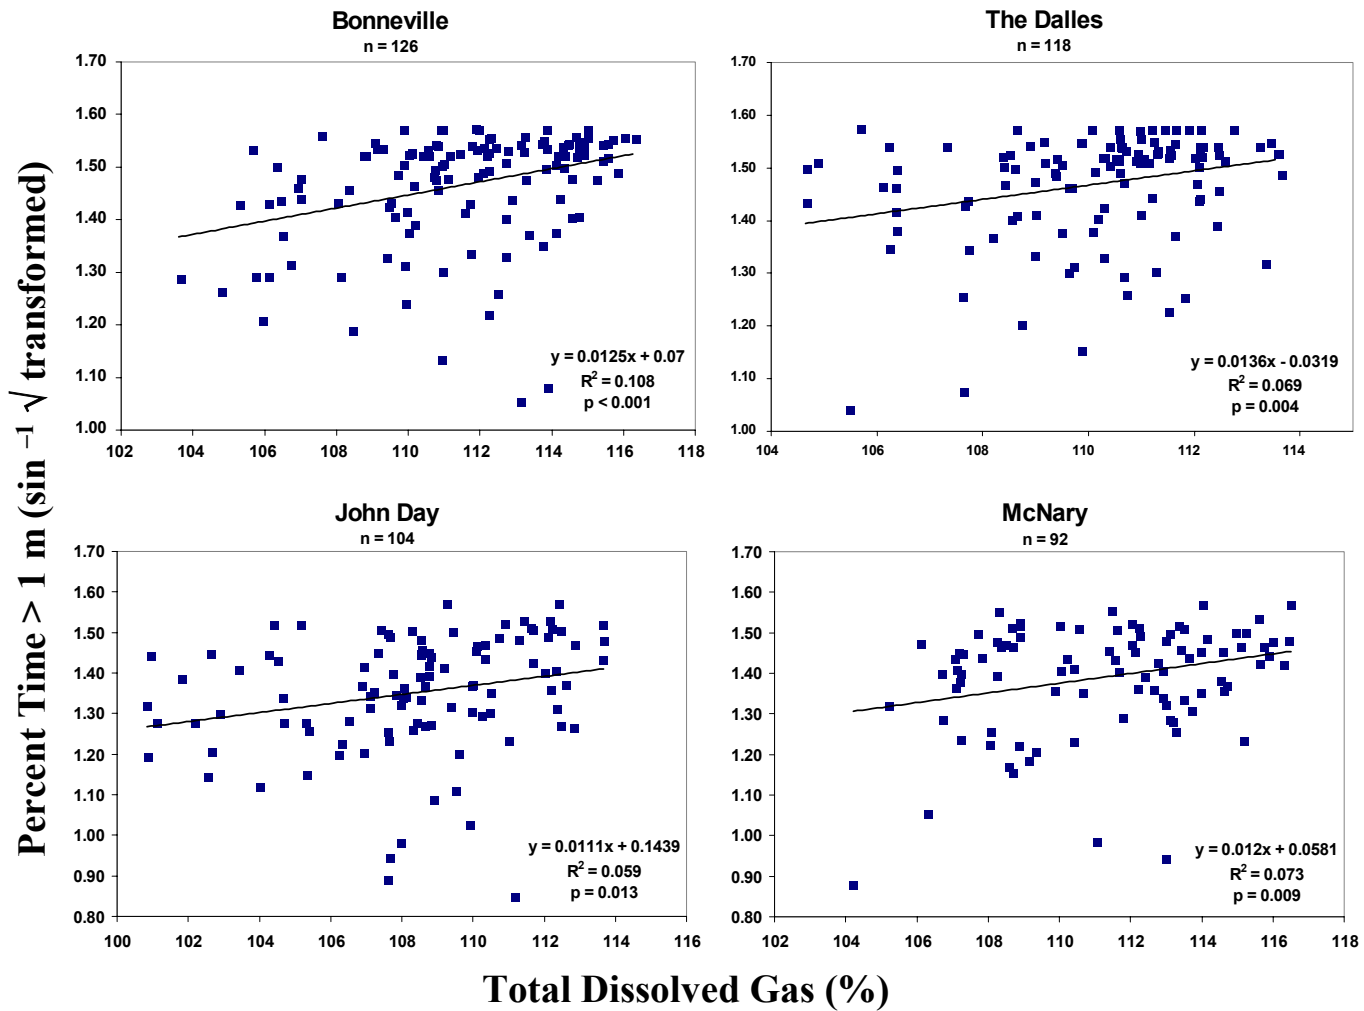 Bonneville
n = 126
1.70
1.60
1.50
1.40
1.30
1.20
1.10
1.00
102 104 106 108 110 112 114 116 118
y = 0.0125x + 0.07
R² = 0.108
p < 0.001
The Dalles
n = 118
1.70
1.60
1.50
1.40
1.30
1.20
1.10
1.00
104 106 108 110 112 114
y = 0.0136x - 0.0319
R² = 0.069
p = 0.004
John Day
n = 104
1.70
1.60
1.50
1.40
1.30
1.20
1.10
1.00
0.90
0.80
100 102 104 106 108 110 112 114 116
y = 0.0111x + 0.1439
R² = 0.059
p = 0.013
McNary
n = 92
1.70
1.60
1.50
1.40
1.30
1.20
1.10
1.00
0.90
0.80
102 104 106 108 110 112 114 116 118
y = 0.012x + 0.0581
R² = 0.073
p = 0.009
Percent Time > 1 m (sin ⁻¹ √ transformed)
Total Dissolved Gas (%)